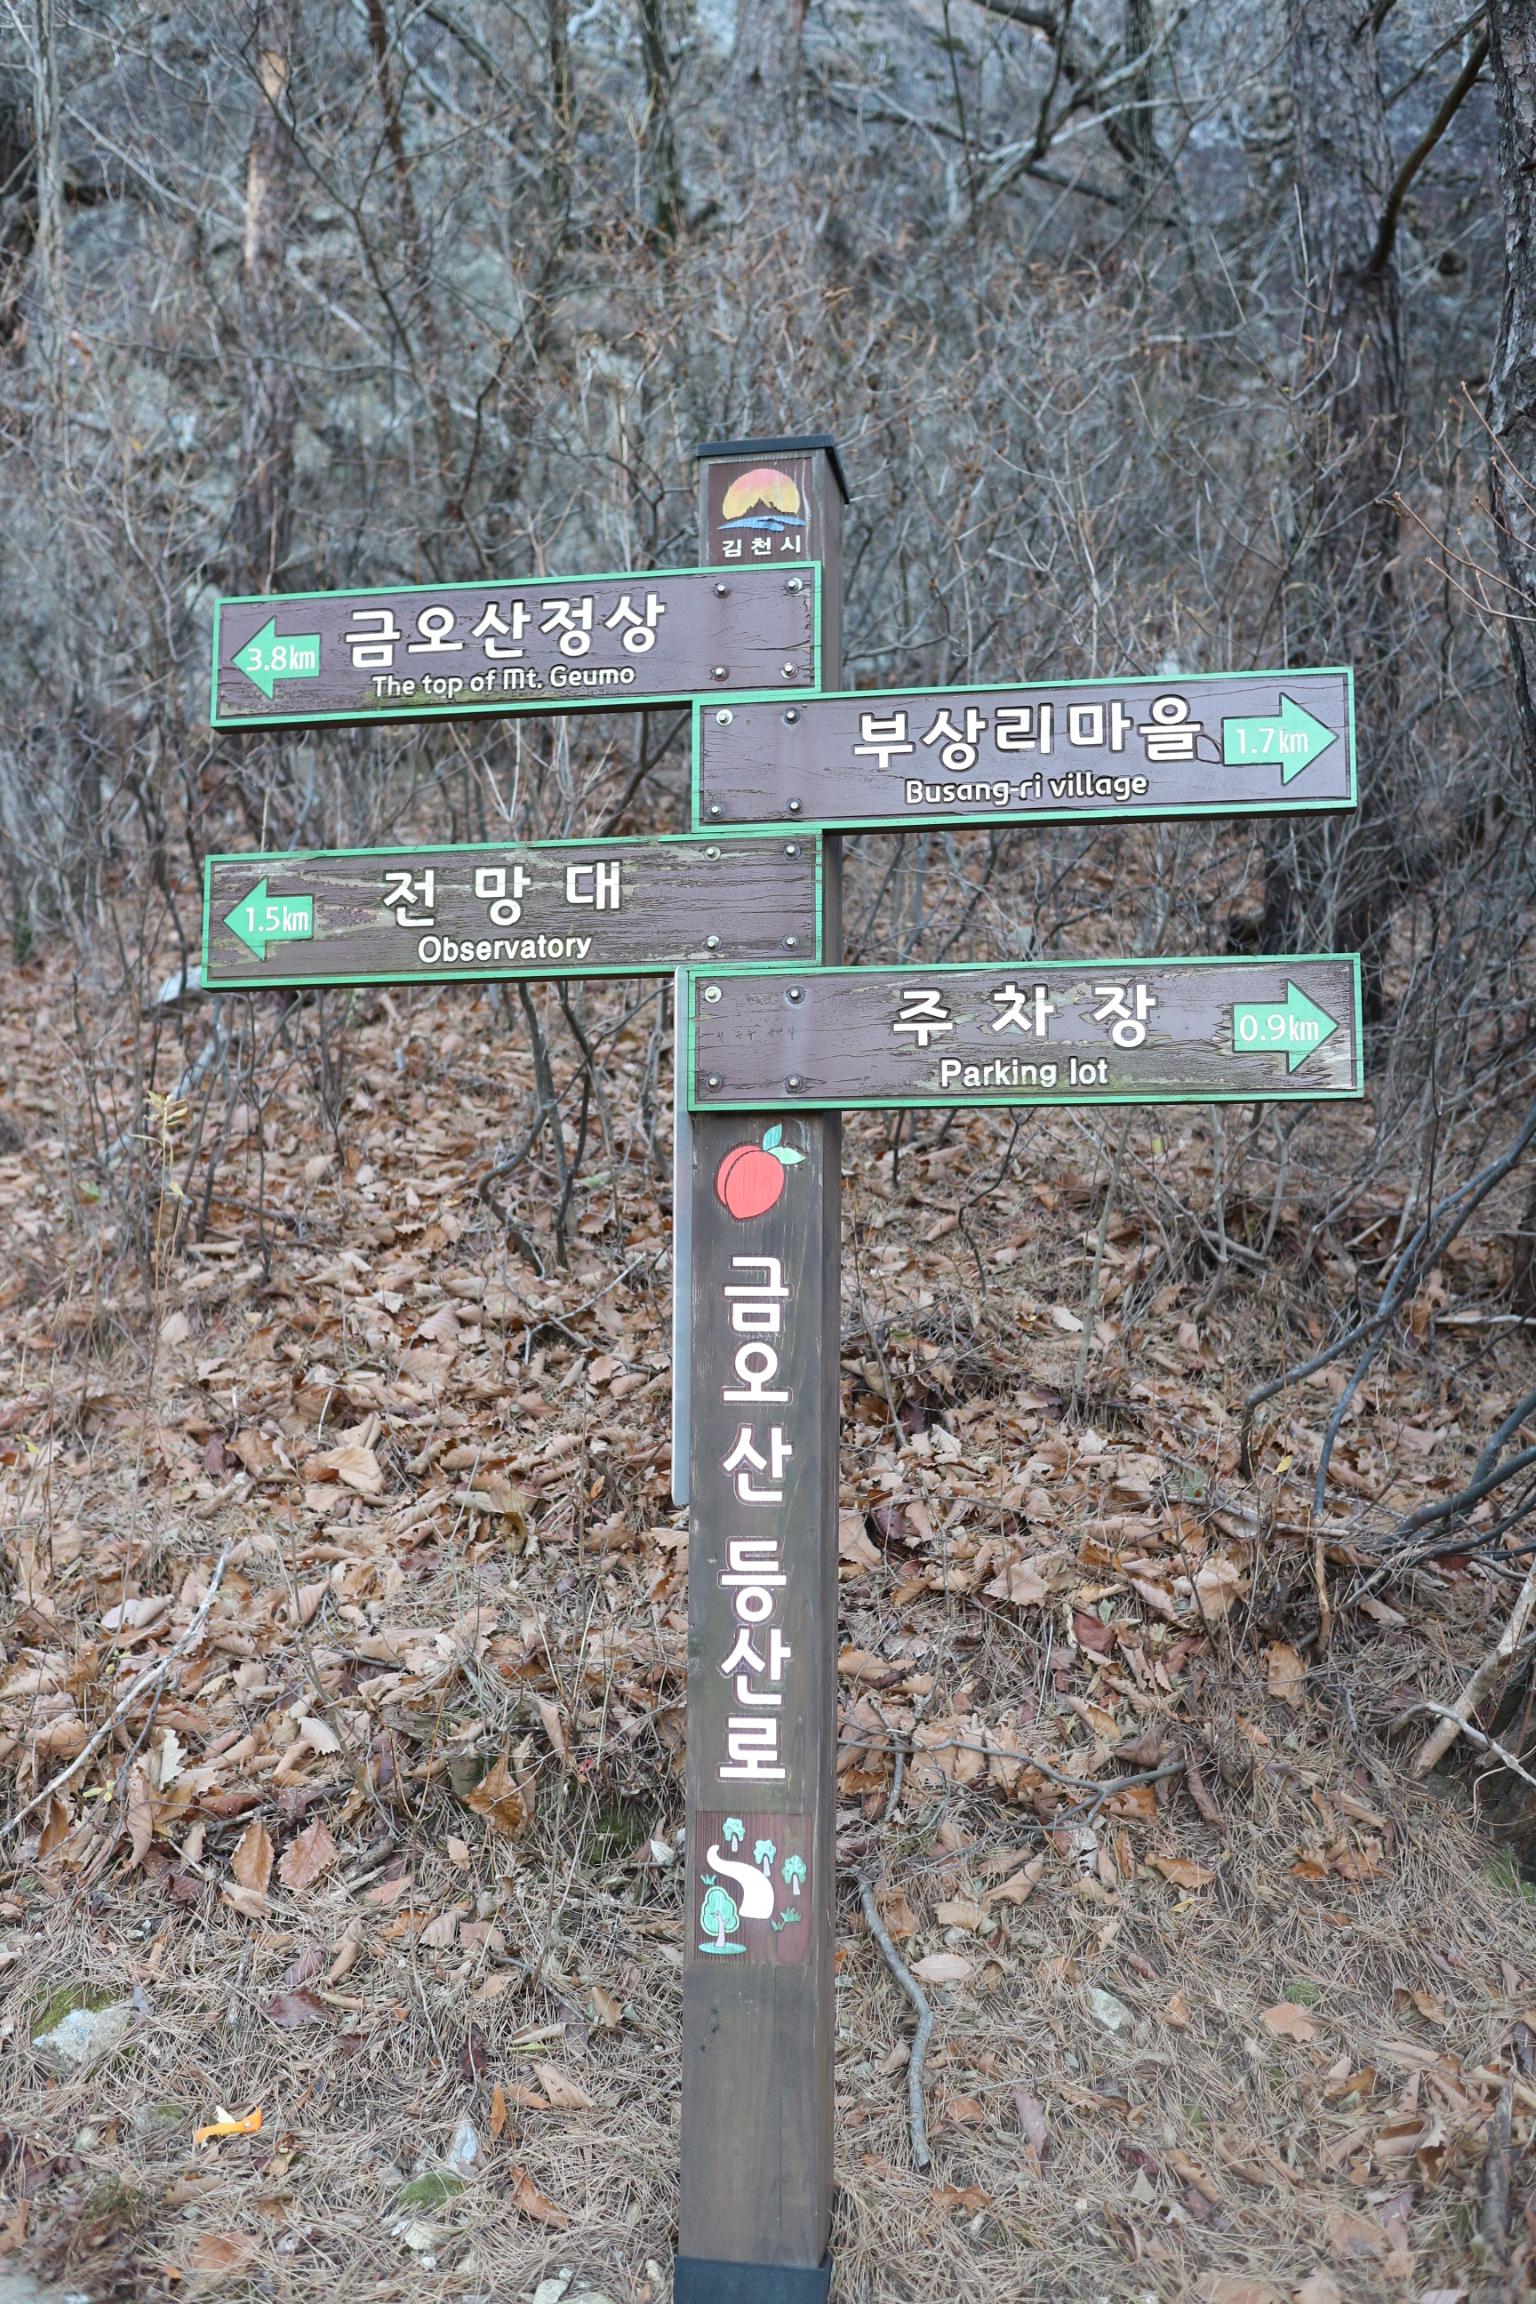 김천시
3.8km
금오산정상
The top of Mt. Geumo
부상리마을
1.7km
Busang-ri village
1.5km
전망대
Observatory
주차장
0.9km
Parking lot
금오산 등산로